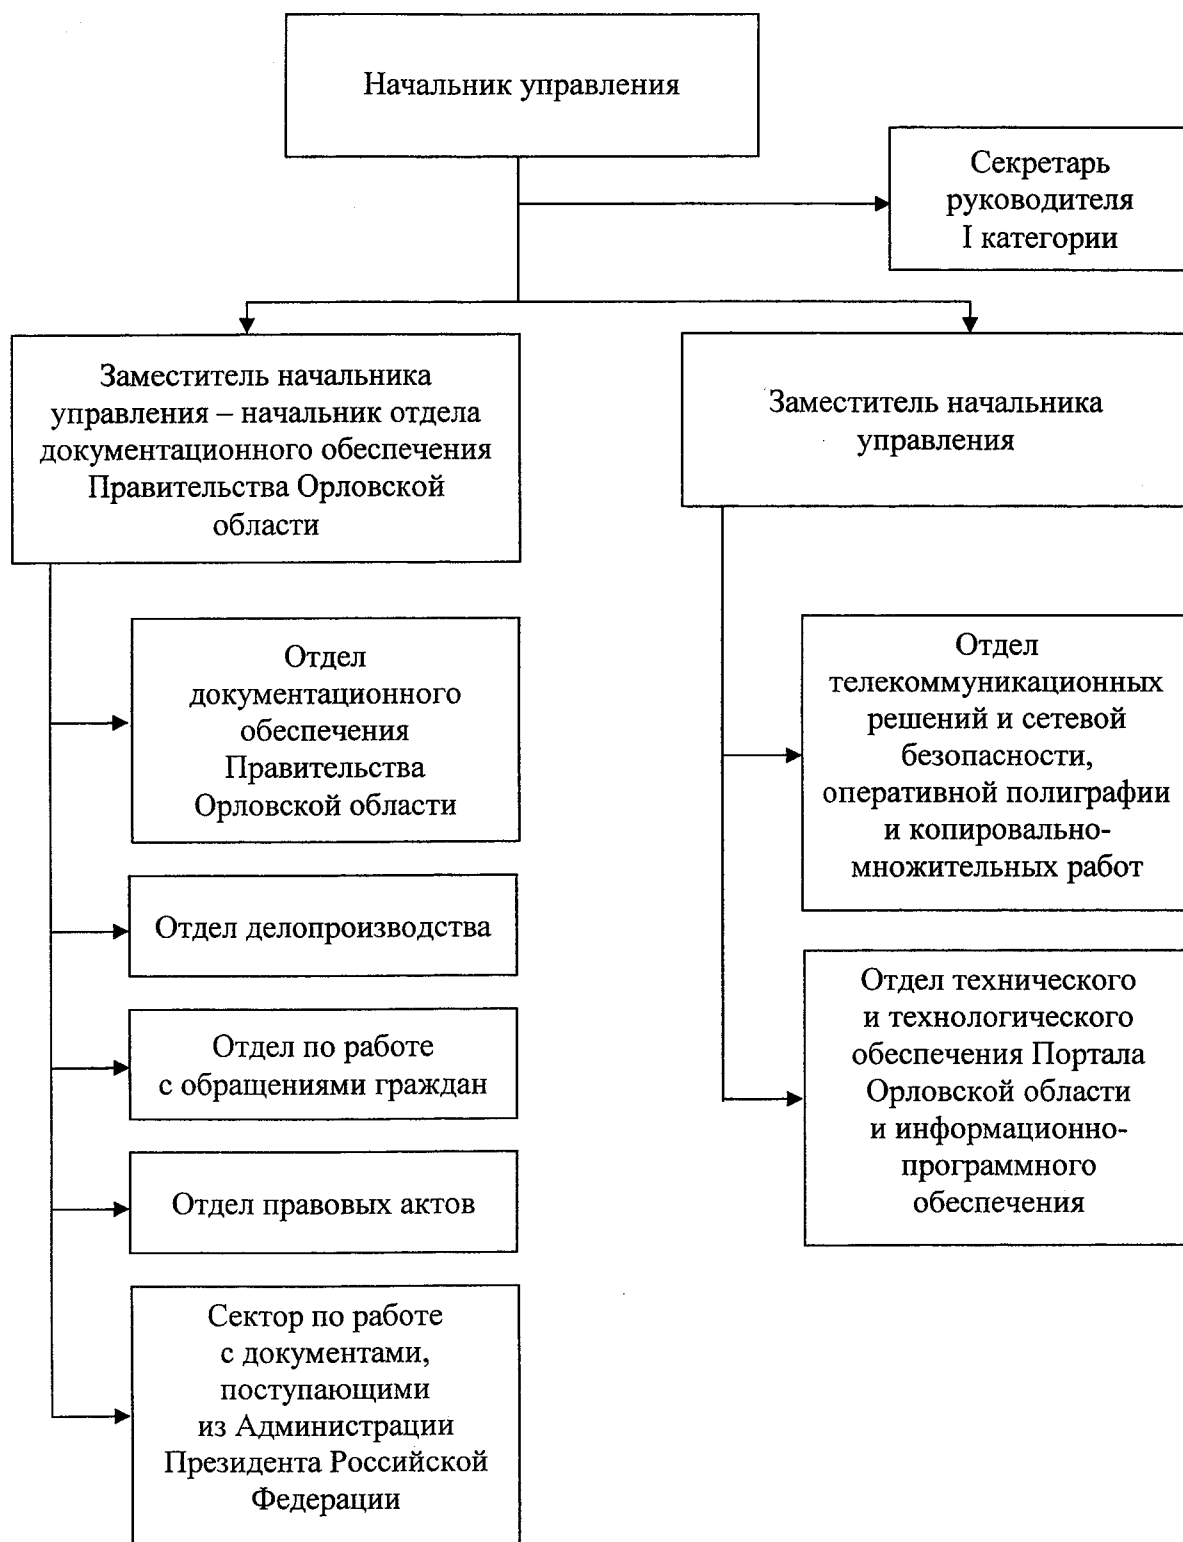 Начальник управления
Секретарь
руководителя
I категории
Заместитель начальника
управления – начальник отдела
документационного обеспечения
Правительства Орловской
области
Заместитель начальника
управления
Отдел
документационного
обеспечения
Правительства
Орловской области
Отдел делопроизводства
Отдел по работе
с обращениями граждан
Отдел правовых актов
Сектор по работе
с документами,
поступающими
из Администрации
Президента Российской
Федерации
Отдел
телекоммуникационных
решений и сетевой
безопасности,
оперативной полиграфии
и копировально-
множительных работ
Отдел технического
и технологического
обеспечения Портала
Орловской области
и информационно-
программного
обеспечения